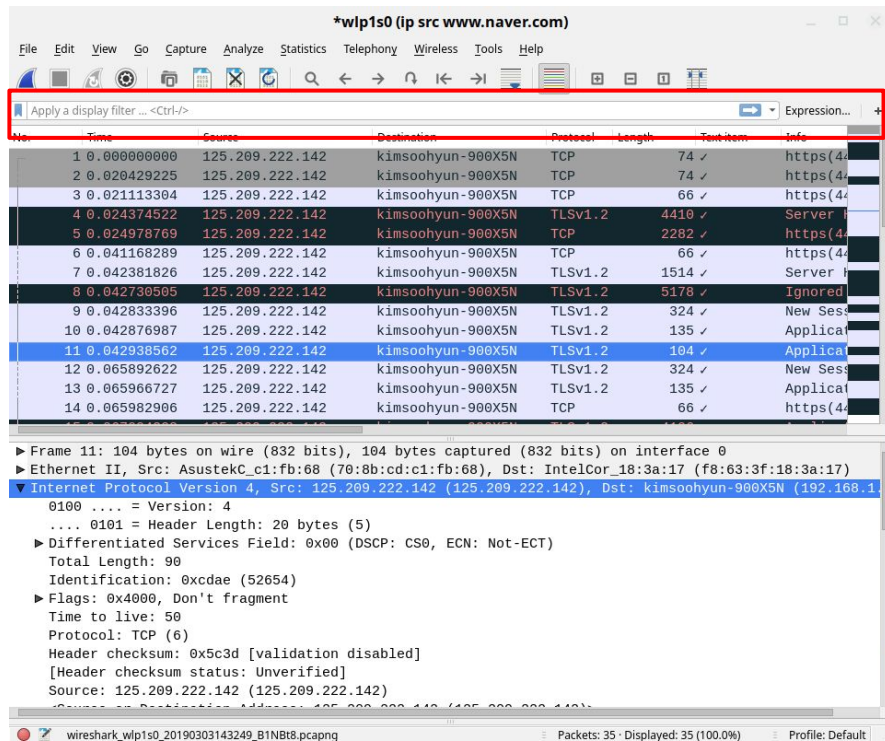 *wlp1s0 (ip src www.naver.com)
File Edit View Go Capture Analyze Statistics Telephony Wireless Tools Help
Apply a display filter ... <Ctrl-/> Expression... +
No. Time Source Destination Protocol Length Text item Info
1 0.000000000 125.209.222.142 kimsoohyun-900X5N TCP 74 ✓ https(44
2 0.020429225 125.209.222.142 kimsoohyun-900X5N TCP 74 ✓ https(44
3 0.021113304 125.209.222.142 kimsoohyun-900X5N TCP 66 ✓ https(44
4 0.024374522 125.209.222.142 kimsoohyun-900X5N TLSv1.2 4410 ✓ Server H
5 0.024978769 125.209.222.142 kimsoohyun-900X5N TCP 2282 ✓ https(44
6 0.041168289 125.209.222.142 kimsoohyun-900X5N TCP 66 ✓ https(44
7 0.042381826 125.209.222.142 kimsoohyun-900X5N TLSv1.2 1514 ✓ Server H
8 0.042730505 125.209.222.142 kimsoohyun-900X5N TLSv1.2 5178 ✓ Ignored
9 0.042833396 125.209.222.142 kimsoohyun-900X5N TLSv1.2 324 ✓ New Sess
10 0.042876987 125.209.222.142 kimsoohyun-900X5N TLSv1.2 135 ✓ Applicat
11 0.042938562 125.209.222.142 kimsoohyun-900X5N TLSv1.2 104 ✓ Applicat
12 0.065892622 125.209.222.142 kimsoohyun-900X5N TLSv1.2 324 ✓ New Sess
13 0.065966727 125.209.222.142 kimsoohyun-900X5N TLSv1.2 135 ✓ Applicat
14 0.065982906 125.209.222.142 kimsoohyun-900X5N TCP 66 ✓ https(44
Frame 11: 104 bytes on wire (832 bits), 104 bytes captured (832 bits) on interface 0
Ethernet II, Src: AsustekC_c1:fb:68 (70:8b:cd:c1:fb:68), Dst: IntelCor_18:3a:17 (f8:63:3f:18:3a:17)
Internet Protocol Version 4, Src: 125.209.222.142 (125.209.222.142), Dst: kimsoohyun-900X5N (192.168.1.
0100 .... = Version: 4
.... 0101 = Header Length: 20 bytes (5)
Differentiated Services Field: 0x00 (DSCP: CS0, ECN: Not-ECT)
Total Length: 90
Identification: 0xcdae (52654)
Flags: 0x4000, Don't fragment
Time to live: 50
Protocol: TCP (6)
Header checksum: 0x5c3d [validation disabled]
[Header checksum status: Unverified]
Source: 125.209.222.142 (125.209.222.142)
<Source or Destination Address: 125.209.222.142 (125.209.222.142)>
wireshark_wlp1s0_20190303143249_B1NBt8.pcapng Packets: 35 · Displayed: 35 (100.0%) Profile: Default